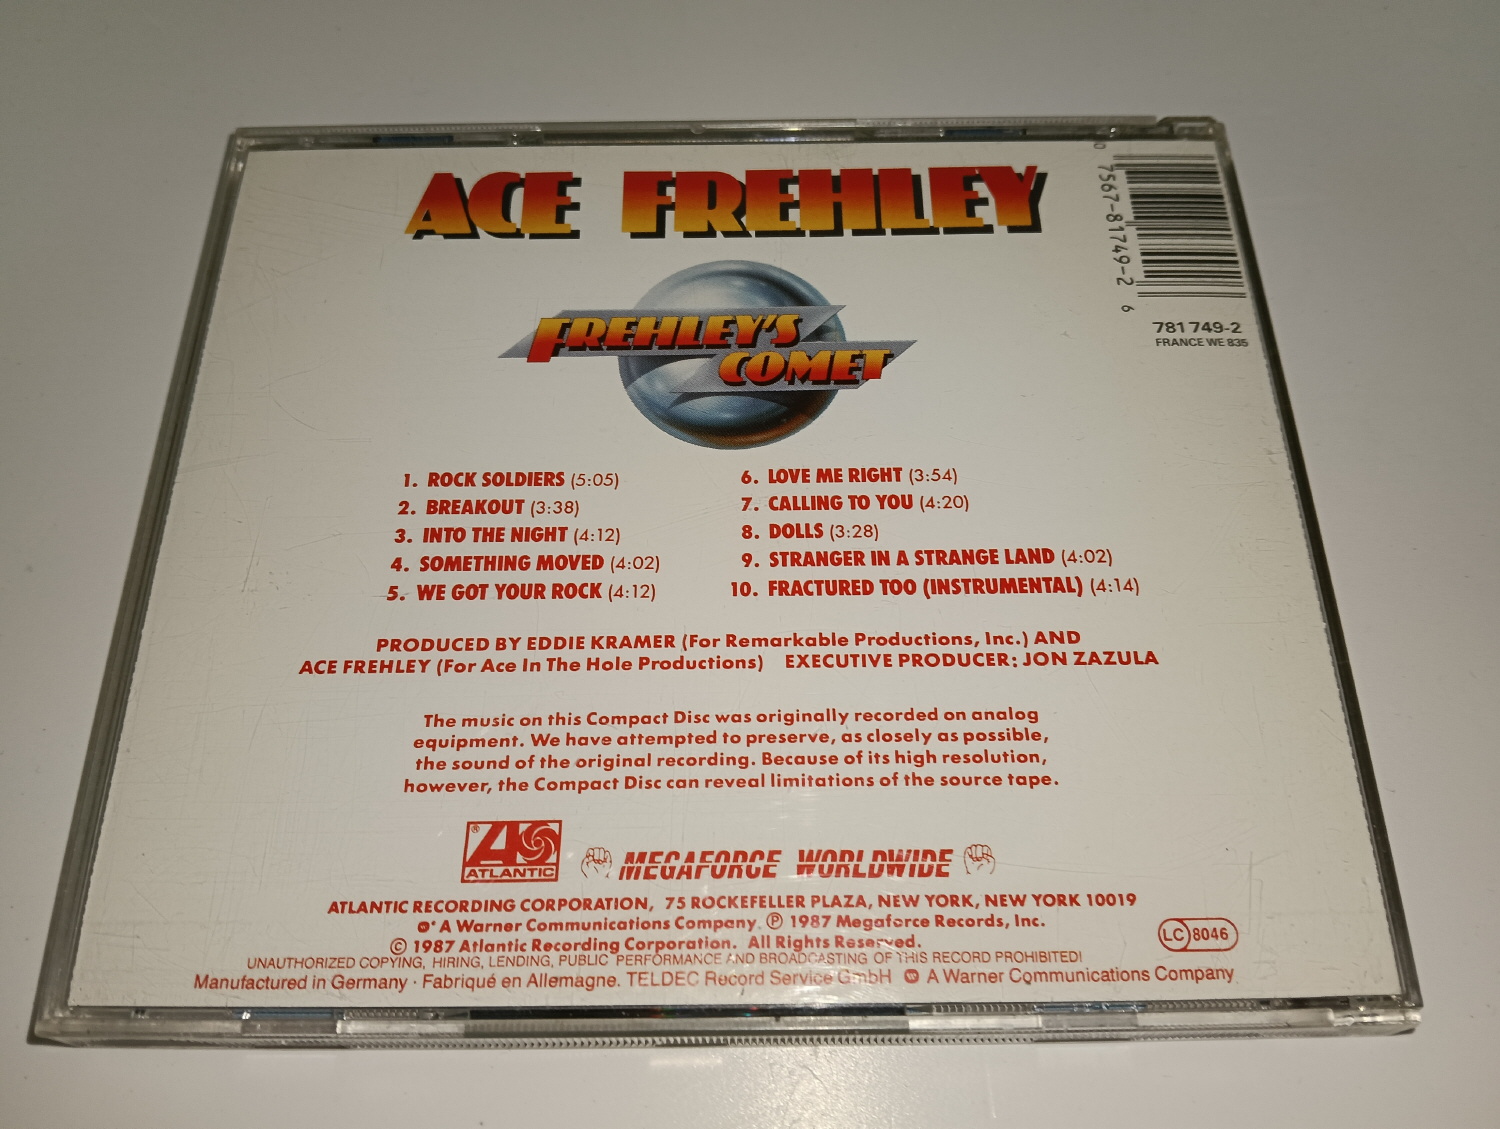 ACE FREHLEY
0 7567-81749-2 6
781 749-2
FRANCE WE 835
FREHLEY'S
COMET
1. ROCK SOLDIERS (5:05)
2. BREAKOUT (3:38)
3. INTO THE NIGHT (4:12)
4. SOMETHING MOVED (4:02)
5. WE GOT YOUR ROCK (4:12)
6. LOVE ME RIGHT (3:54)
7. CALLING TO YOU (4:20)
8. DOLLS (3:28)
9. STRANGER IN A STRANGE LAND (4:02)
10. FRACTURED TOO (INSTRUMENTAL) (4:14)
PRODUCED BY EDDIE KRAMER (For Remarkable Productions, Inc.) AND
ACE FREHLEY (For Ace In The Hole Productions) EXECUTIVE PRODUCER: JON ZAZULA
The music on this Compact Disc was originally recorded on analog
equipment. We have attempted to preserve, as closely as possible,
the sound of the original recording. Because of its high resolution,
however, the Compact Disc can reveal limitations of the source tape.
® ATLANTIC
MEGAFORCE WORLDWIDE
ATLANTIC RECORDING CORPORATION, 75 ROCKEFELLER PLAZA, NEW YORK, NEW YORK 10019
A Warner Communications Company. ℗ 1987 Megaforce Records, Inc.
© 1987 Atlantic Recording Corporation. All Rights Reserved.
LC 8046
UNAUTHORIZED COPYING, HIRING, LENDING, PUBLIC PERFORMANCE AND BROADCASTING OF THIS RECORD PROHIBITED!
Manufactured in Germany · Fabriqué en Allemagne. TELDEC Record Service GmbH A Warner Communications Company